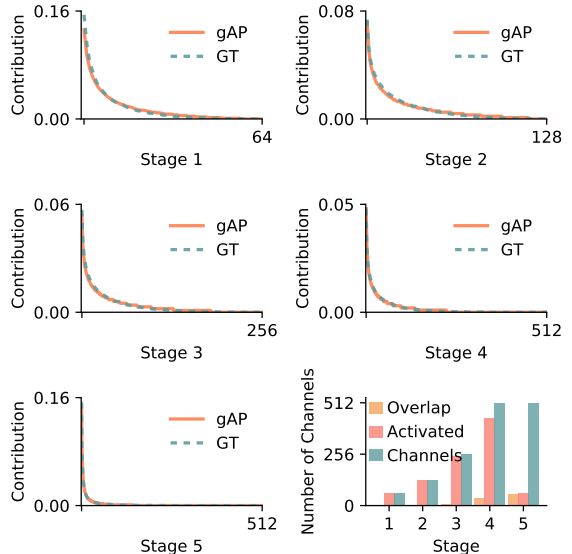 0.16
Contribution
gAP
GT
0.00
64
Stage 1
0.08
Contribution
gAP
GT
0.00
128
Stage 2
0.06
Contribution
gAP
GT
0.00
256
Stage 3
0.05
Contribution
gAP
GT
0.00
512
Stage 4
0.16
Contribution
gAP
GT
0.00
512
Stage 5
Number of Channels
512
256
0
Overlap
Activated
Channels
1 2 3 4 5
Stage